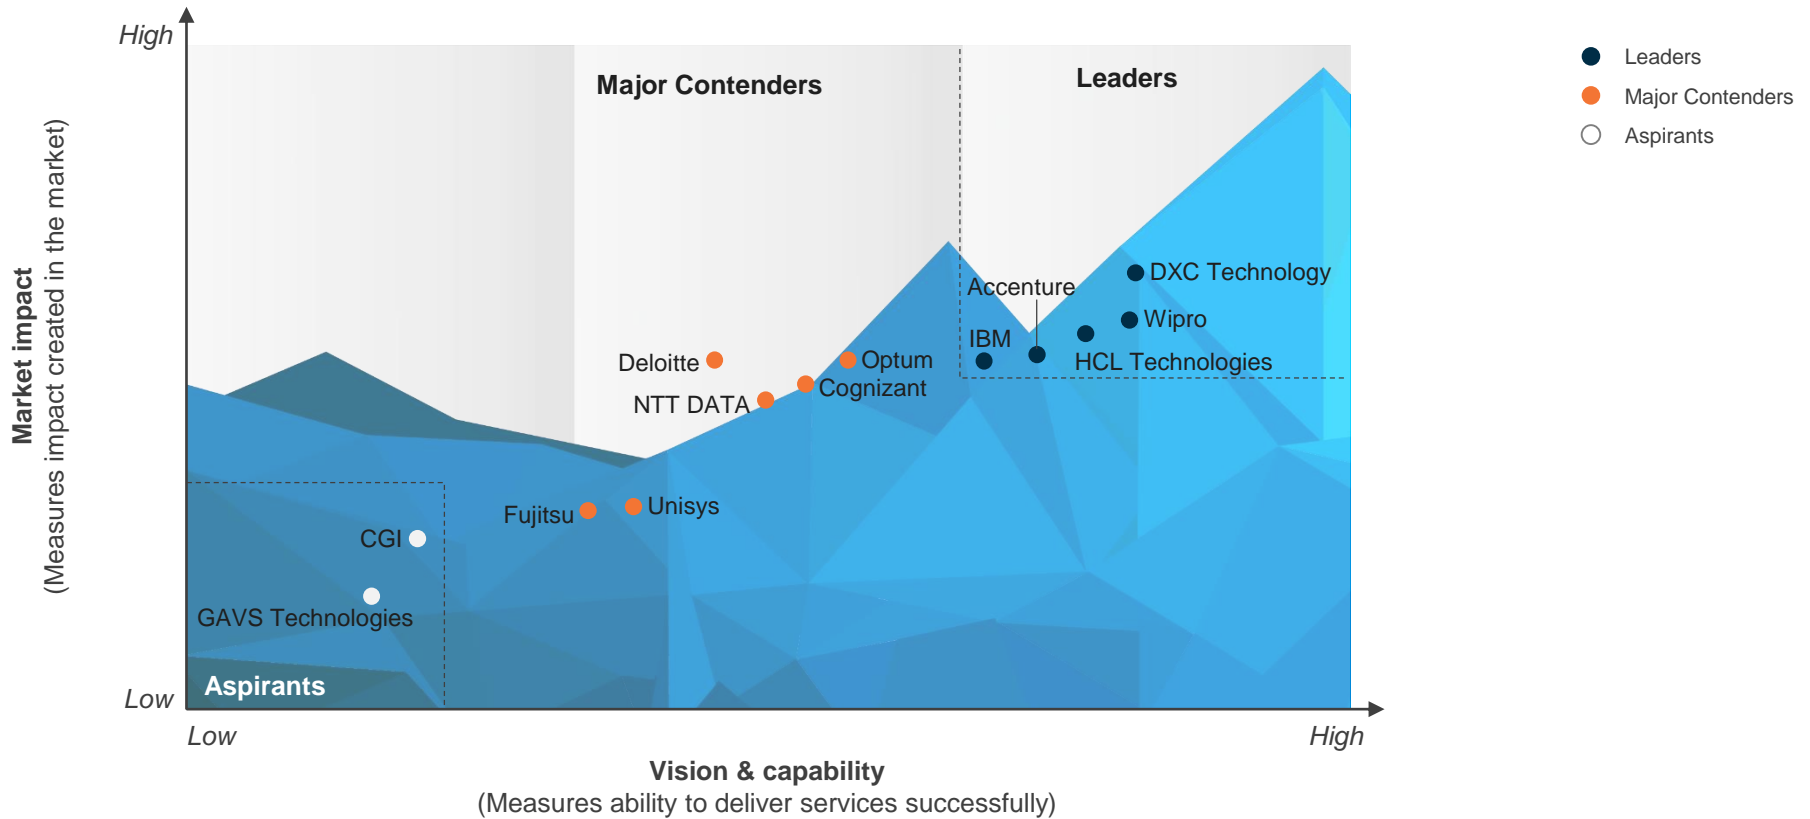 High
Major Contenders
Leaders
Leaders
Major Contenders
Aspirants
Market impact
(Measures impact created in the market)
DXC Technology
Accenture
Wipro
IBM
HCL Technologies
Deloitte
Optum
Cognizant
NTT DATA
Fujitsu
Unisys
CGI
GAVS Technologies
Aspirants
Low
Low
High
Vision & capability
(Measures ability to deliver services successfully)